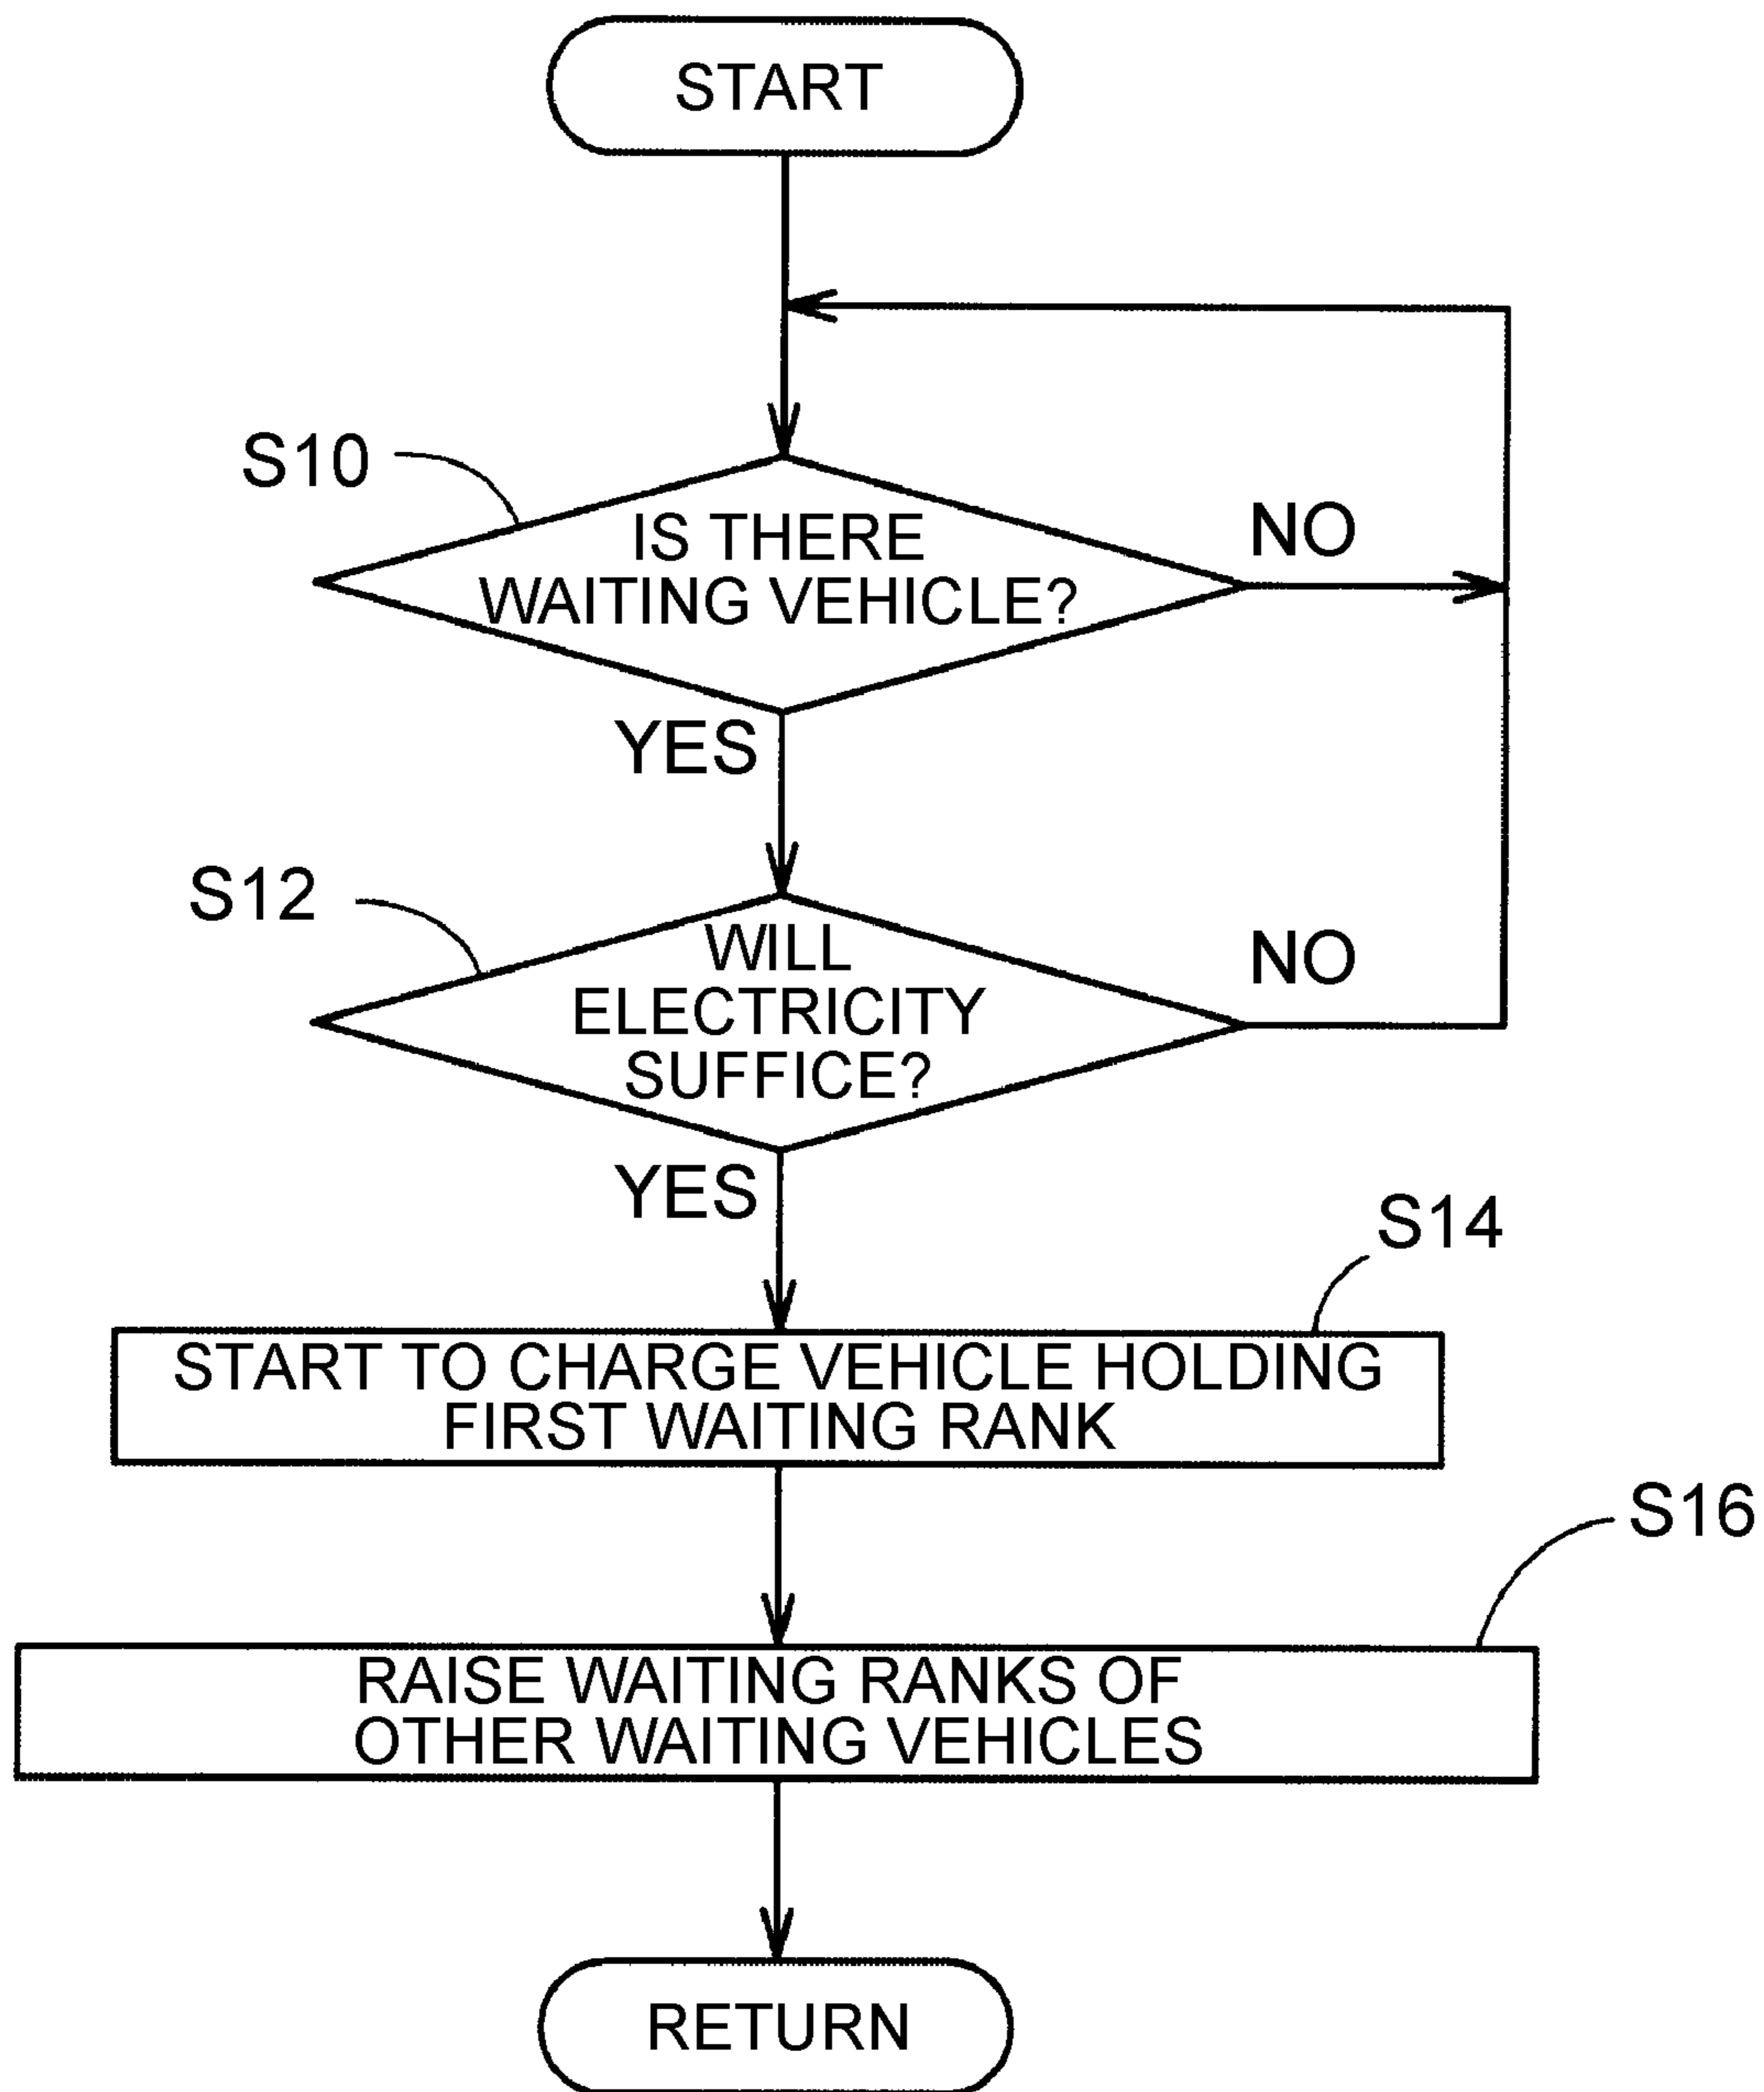 START
S10
IS THERE
WAITING VEHICLE?
NO
YES
S12
WILL
ELECTRICITY
SUFFICE?
NO
YES
S14
START TO CHARGE VEHICLE HOLDING
FIRST WAITING RANK
S16
RAISE WAITING RANKS OF
OTHER WAITING VEHICLES
RETURN